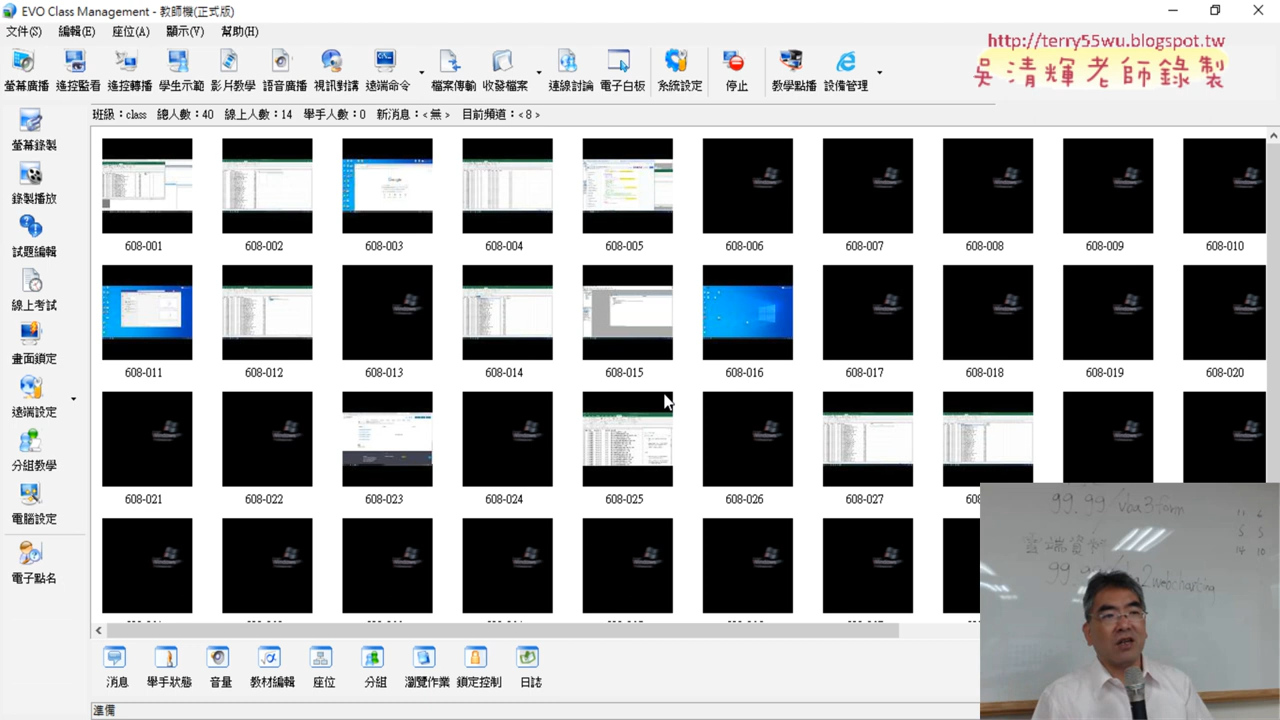 EVO Class Management - 教師機(正式版)
文件(S) 編輯(E) 座位(A) 顯示(V) 幫助(H)
http://terry55wu.blogspot.tw
吳清輝老師錄製
螢幕廣播 遙控監看 遙控轉播 學生示範 影片教學 語音廣播 視訊對講 遠端命令 檔案傳輸 收發檔案 連線討論 電子白板 系統設定 停止 教學點播 設備管理
班級：class 總人數：40 線上人數：14 舉手人數：0 新消息：<無> 目前頻道：<8>
螢幕錄製
錄製播放
試題編輯
線上考試
畫面鎖定
遠端設定
分組教學
電腦設定
電子點名
608-001 608-002 608-003 608-004 608-005 608-006 608-007 608-008 608-009 608-010
608-011 608-012 608-013 608-014 608-015 608-016 608-017 608-018 608-019 608-020
608-021 608-022 608-023 608-024 608-025 608-026 608-027
99.99/vba3form
雲端資料
消息 舉手狀態 音量 教材編輯 座位 分組 瀏覽作業 鎖定控制 日誌
準備